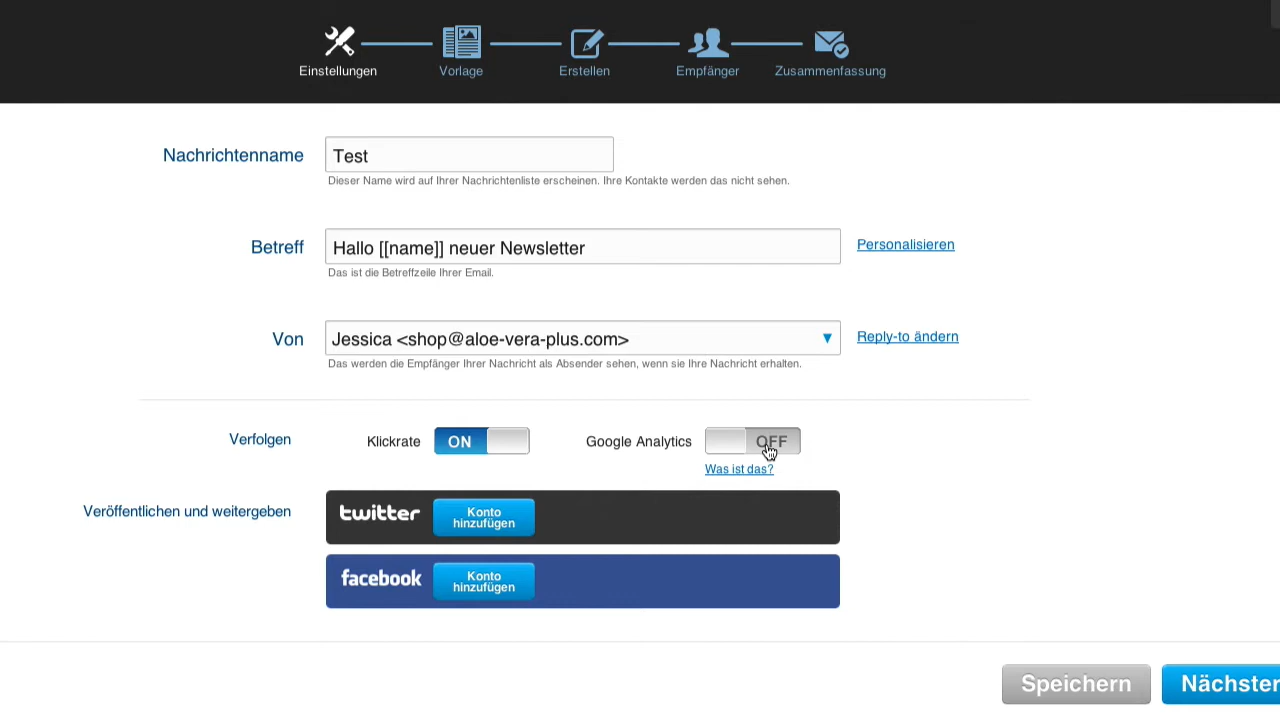 Einstellungen
Vorlage
Erstellen
Empfänger
Zusammenfassung
Nachrichtenname
Test
Dieser Name wird auf Ihrer Nachrichtenliste erscheinen. Ihre Kontakte werden das nicht sehen.
Betreff
Hallo [[name]] neuer Newsletter
Personalisieren
Das ist die Betreffzeile Ihrer Email.
Von
Jessica <shop@aloe-vera-plus.com>
Reply-to ändern
Das werden die Empfänger Ihrer Nachricht als Absender sehen, wenn sie Ihre Nachricht erhalten.
Verfolgen
Klickrate
ON
Google Analytics
OFF
Was ist das?
Veröffentlichen und weitergeben
twitter
Konto
hinzufügen
facebook
Konto
hinzufügen
Speichern
Nächster